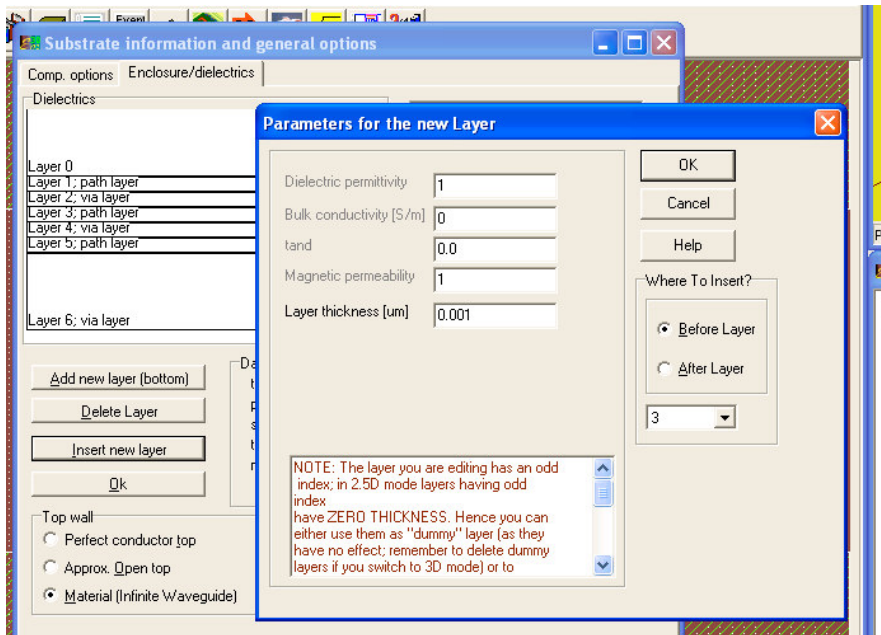 Event
Substrate information and general options
Comp. options Enclosure/dielectrics
Dielectrics
Layer 0
Layer 1; path layer
Layer 2; via layer
Layer 3; path layer
Layer 4; via layer
Layer 5; path layer
Layer 6; via layer
Add new layer (bottom)
Delete Layer
Insert new layer
Ok
Top wall
Perfect conductor top
Approx. Open top
Material (Infinite Waveguide)
Parameters for the new Layer
Dielectric permittivity 1
Bulk conductivity [S/m] 0
tand 0.0
Magnetic permeability 1
Layer thickness [um] 0.001
NOTE: The layer you are editing has an odd
index; in 2.5D mode layers having odd
index
have ZERO THICKNESS. Hence you can
either use them as "dummy" layer (as they
have no effect; remember to delete dummy
layers if you switch to 3D mode) or to
OK
Cancel
Help
Where To Insert?
Before Layer
After Layer
3